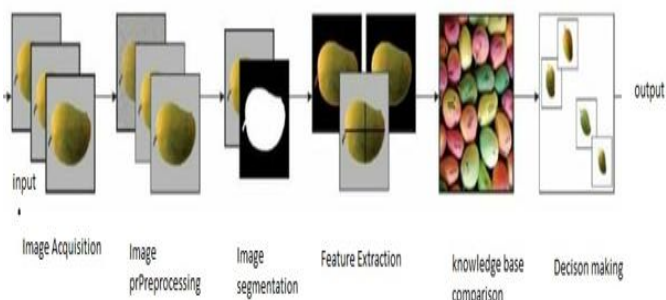 output
input
Image Acquisition
Image
prPreprocessing
Image
segmentation
Feature Extraction
knowledge base
comparison
Decison making